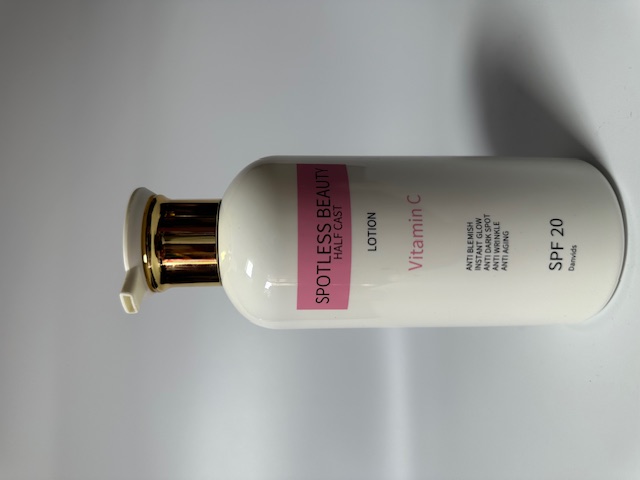 SPOTLESS BEAUTY
HALF CAST
LOTION
Vitamin C
ANTI BLEMISH
INSTANT GLOW
ANTI DARK SPOT
ANTI WRINKLE
ANTI AGING
SPF 20
Danvids